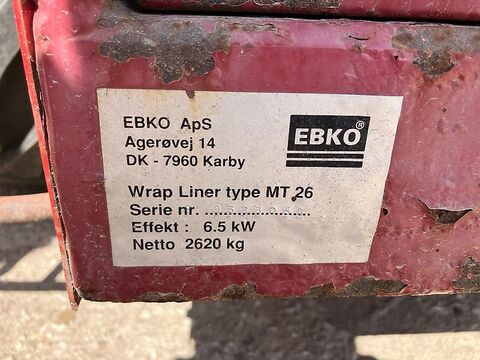 EBKO ApS
Agerøvej 14
DK - 7960 Karby
EBKO®
Wrap Liner type MT 26
Serie nr.
Effekt : 6.5 kW
Netto 2620 kg